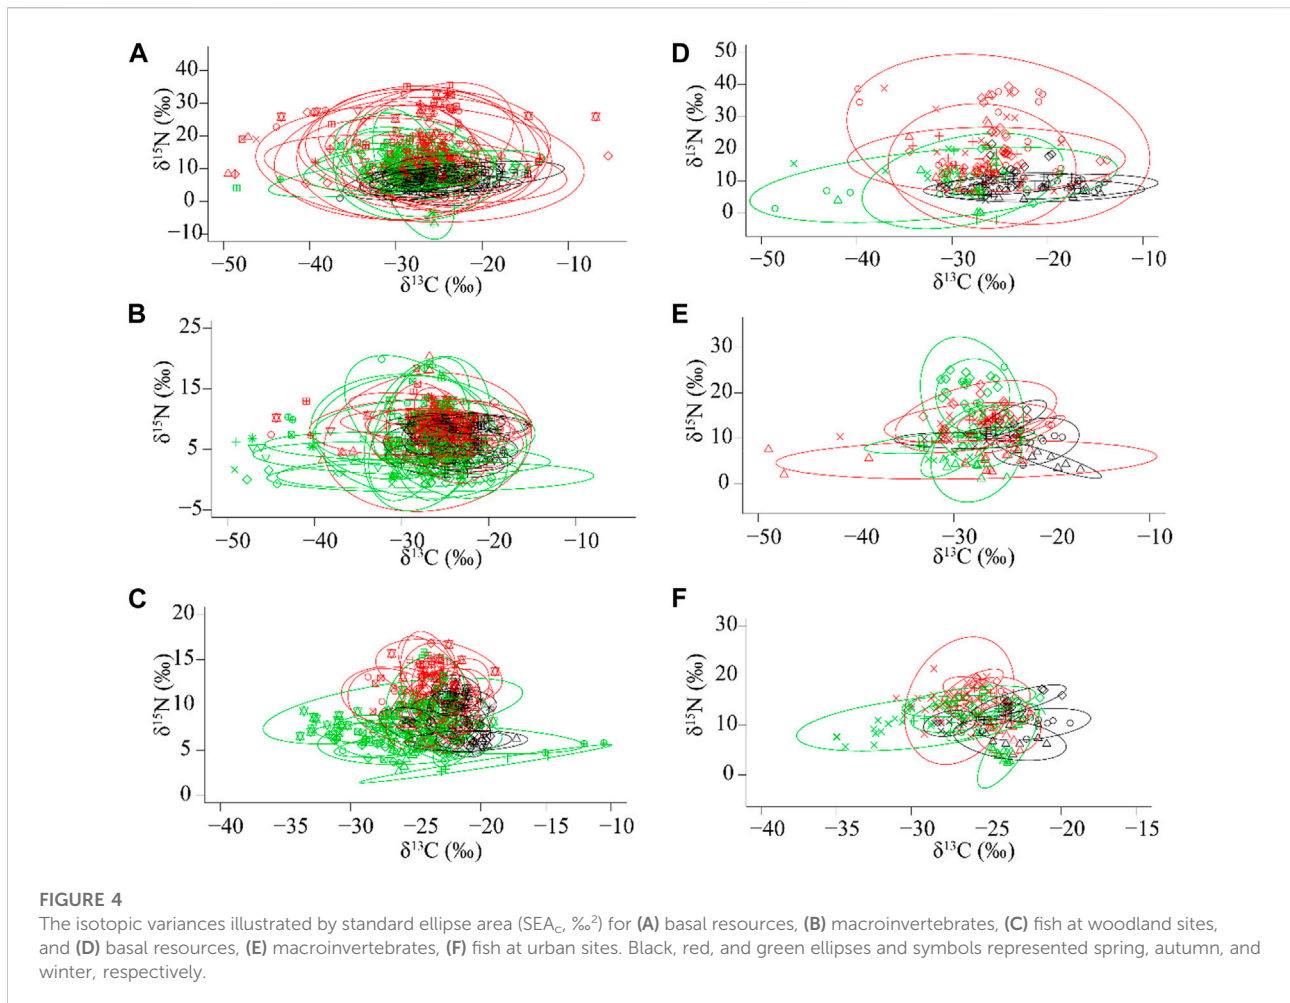 A
δ¹⁵N (‰)
40
30
20
10
0
−10
−50 −40 −30 −20 −10
δ¹³C (‰)
D
δ¹⁵N (‰)
50
40
30
20
10
0
−50 −40 −30 −20 −10
δ¹³C (‰)
B
δ¹⁵N (‰)
25
15
5
−5
−50 −40 −30 −20 −10
δ¹³C (‰)
E
δ¹⁵N (‰)
30
20
10
0
−50 −40 −30 −20 −10
δ¹³C (‰)
C
δ¹⁵N (‰)
20
15
10
5
0
−40 −35 −30 −25 −20 −15 −10
δ¹³C (‰)
F
δ¹⁵N (‰)
30
20
10
0
−40 −35 −30 −25 −20 −15
δ¹³C (‰)
FIGURE 4
The isotopic variances illustrated by standard ellipse area (SEAC, ‰²) for (A) basal resources, (B) macroinvertebrates, (C) fish at woodland sites,
and (D) basal resources, (E) macroinvertebrates, (F) fish at urban sites. Black, red, and green ellipses and symbols represented spring, autumn, and
winter, respectively.